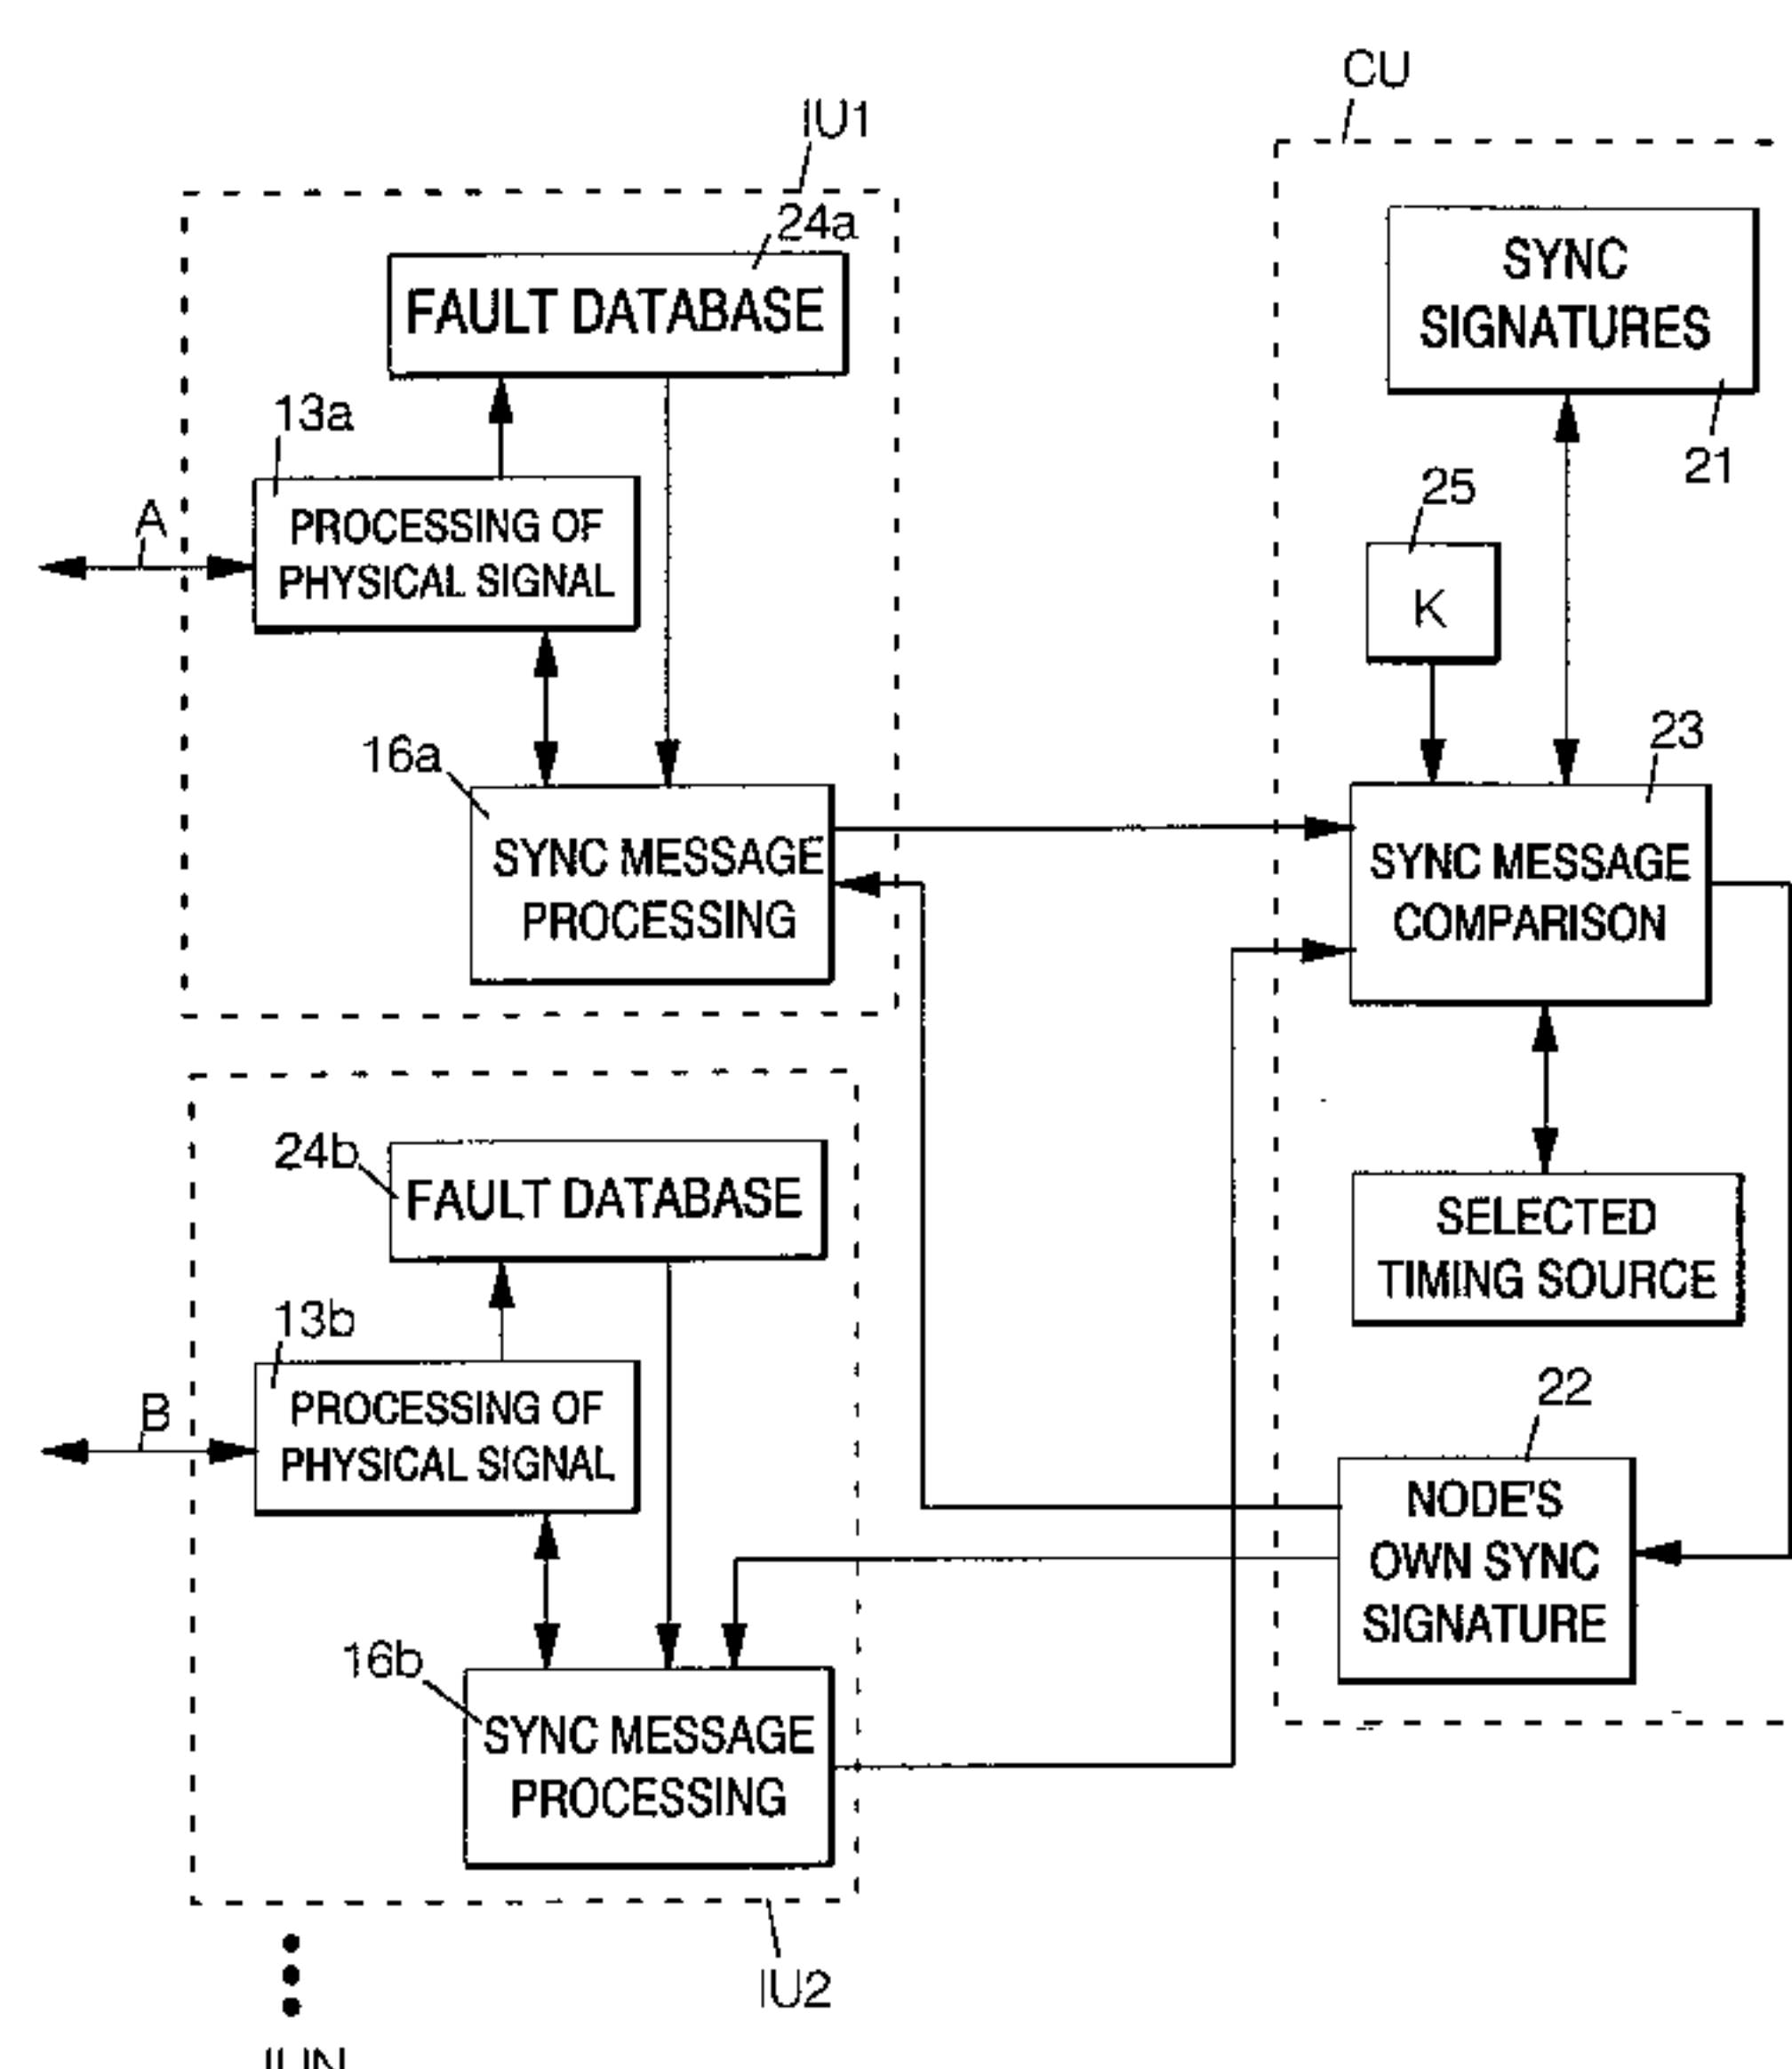 CU
IU1
24a
FAULT DATABASE
SYNC
SIGNATURES
21
13a
25
A
PROCESSING OF
PHYSICAL SIGNAL
K
16a
23
SYNC MESSAGE
PROCESSING
SYNC MESSAGE
COMPARISON
24b
FAULT DATABASE
SELECTED
TIMING SOURCE
13b
22
B
PROCESSING OF
PHYSICAL SIGNAL
NODE'S
OWN SYNC
SIGNATURE
16b
SYNC MESSAGE
PROCESSING
IU2
IUN